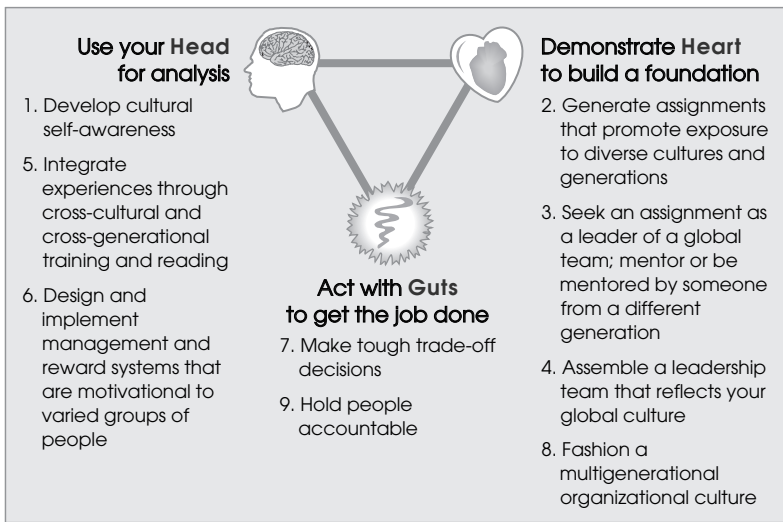 Use your Head
for analysis
1. Develop cultural
self-awareness
5. Integrate
experiences through
cross-cultural and
cross-generational
training and reading
6. Design and
implement
management and
reward systems that
are motivational to
varied groups of
people
Act with Guts
to get the job done
7. Make tough trade-off
decisions
9. Hold people
accountable
Demonstrate Heart
to build a foundation
2. Generate assignments
that promote exposure
to diverse cultures and
generations
3. Seek an assignment as
a leader of a global
team; mentor or be
mentored by someone
from a different
generation
4. Assemble a leadership
team that reflects your
global culture
8. Fashion a
multigenerational
organizational culture